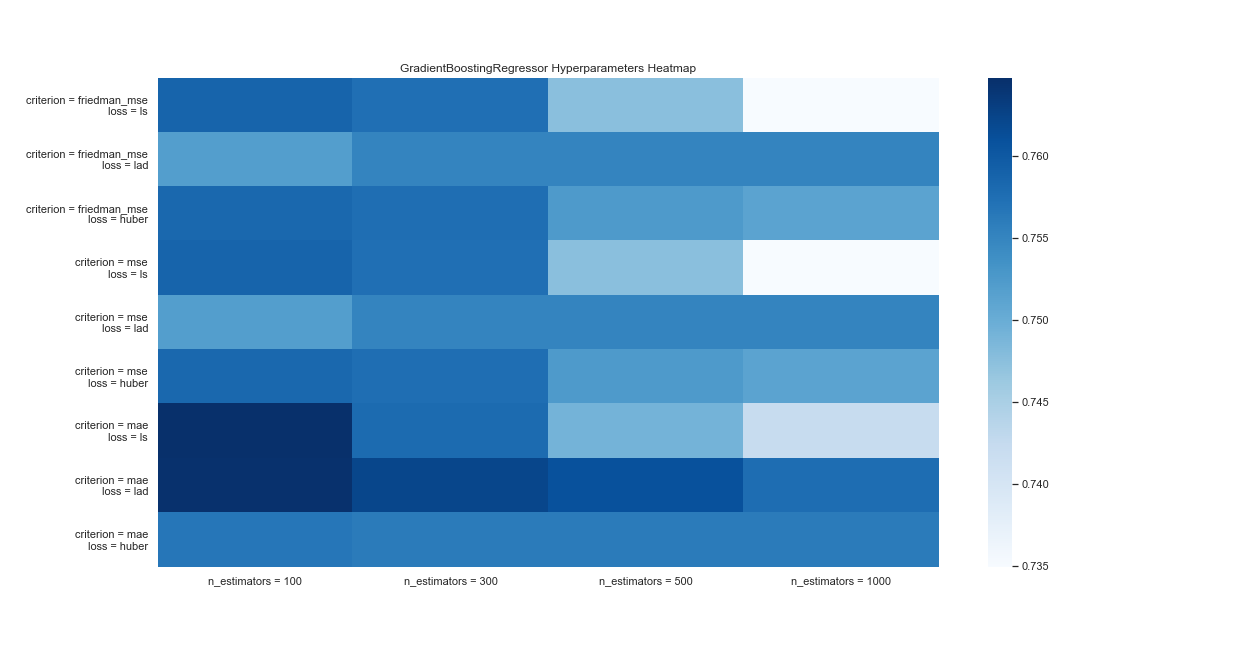 GradientBoostingRegressor Hyperparameters Heatmap
criterion = friedman_mse
loss = ls
criterion = friedman_mse
loss = lad
criterion = friedman_mse
loss = huber
criterion = mse
loss = ls
criterion = mse
loss = lad
criterion = mse
loss = huber
criterion = mae
loss = ls
criterion = mae
loss = lad
criterion = mae
loss = huber
n_estimators = 100
n_estimators = 300
n_estimators = 500
n_estimators = 1000
0.760
0.755
0.750
0.745
0.740
0.735